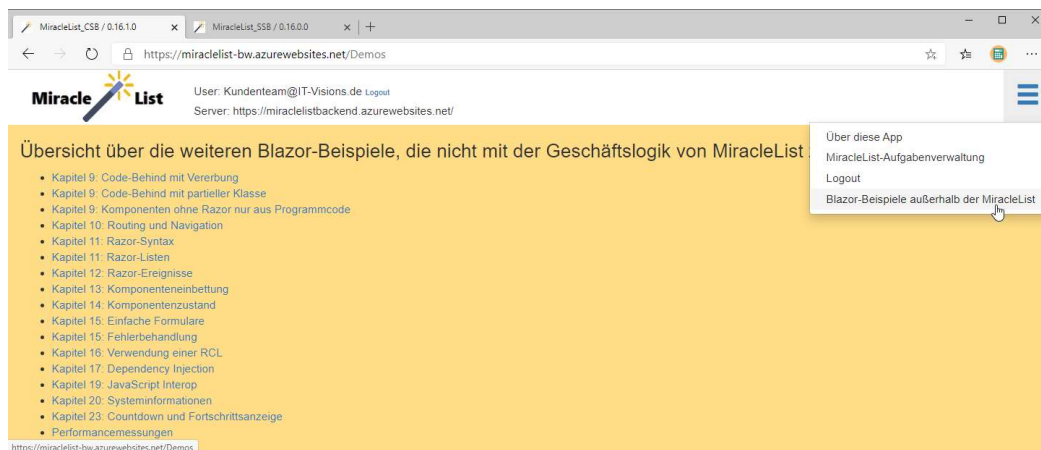 MiracleList_CSB / 0.16.1.0
MiracleList_SSB / 0.16.0.0
https://miraclelist-bw.azurewebsites.net/Demos
Miracle List
User: Kundenteam@IT-Visions.de Logout
Server: https://miraclelistbackend.azurewebsites.net/
Über diese App
MiracleList-Aufgabenverwaltung
Logout
Blazor-Beispiele außerhalb der MiracleList
Übersicht über die weiteren Blazor-Beispiele, die nicht mit der Geschäftslogik von MiracleList
Kapitel 9: Code-Behind mit Vererbung
Kapitel 9: Code-Behind mit partieller Klasse
Kapitel 9: Komponenten ohne Razor nur aus Programmcode
Kapitel 10: Routing und Navigation
Kapitel 11: Razor-Syntax
Kapitel 11: Razor-Listen
Kapitel 12: Razor-Ereignisse
Kapitel 13: Komponenteneinbettung
Kapitel 14: Komponentenzustand
Kapitel 15: Einfache Formulare
Kapitel 15: Fehlerbehandlung
Kapitel 16: Verwendung einer RCL
Kapitel 17: Dependency Injection
Kapitel 19: JavaScript Interop
Kapitel 20: Systeminformationen
Kapitel 23: Countdown und Fortschrittsanzeige
Performancemessungen
https://miraclelist-bw.azurewebsites.net/Demos